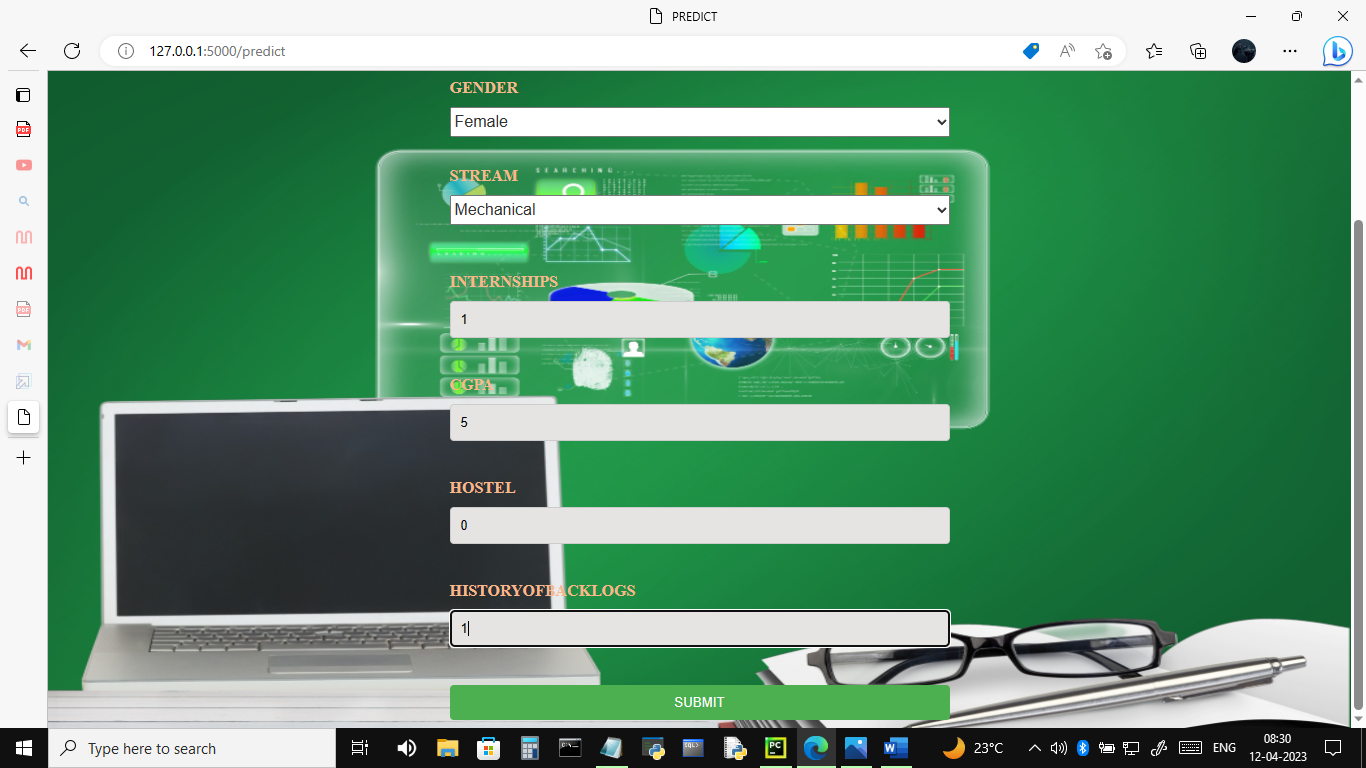 PREDICT
127.0.0.1:5000/predict
GENDER
Female
SEARCHING...
STREAM
Mechanical
INTERNSHIPS
1
CGPA
5
HOSTEL
0
HISTORYOFBACKLOGS
1
SUBMIT
Type here to search
23°C
ENG
08:30
12-04-2023